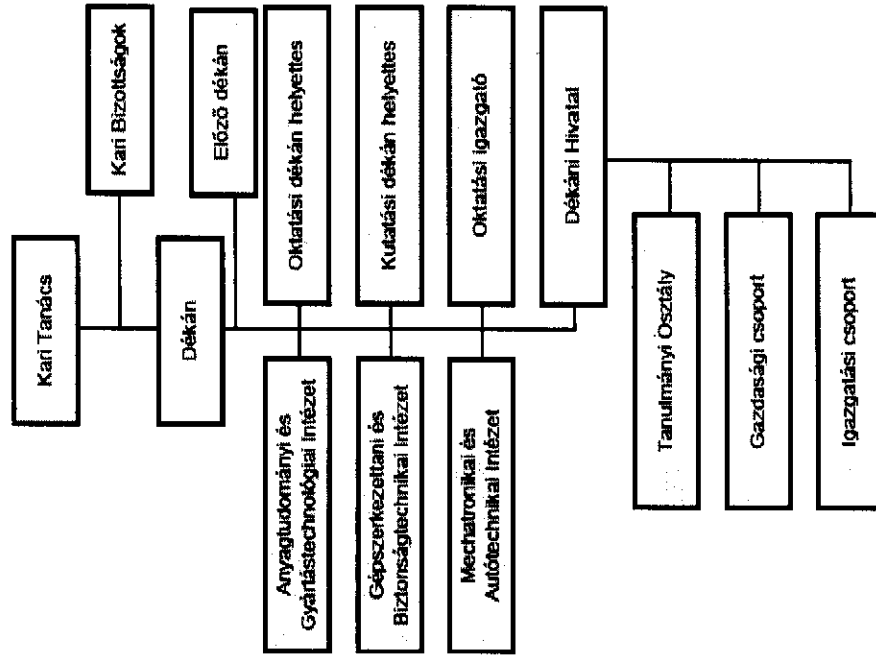 Kari Tanács
Kari Bizottságok
Dékán
Előző dékán
Anyagtudományi és
Gyártástechnológiai Intézet
Oktatási dékán helyettes
Gépszerkezettani és
Biztonságtechnikai Intézet
Kutatási dékán helyettes
Mechatronikai és
Autótechnikai Intézet
Oktatási igazgató
Dékáni Hivatal
Tanulmányi Osztály
Gazdasági csoport
Igazgatási csoport